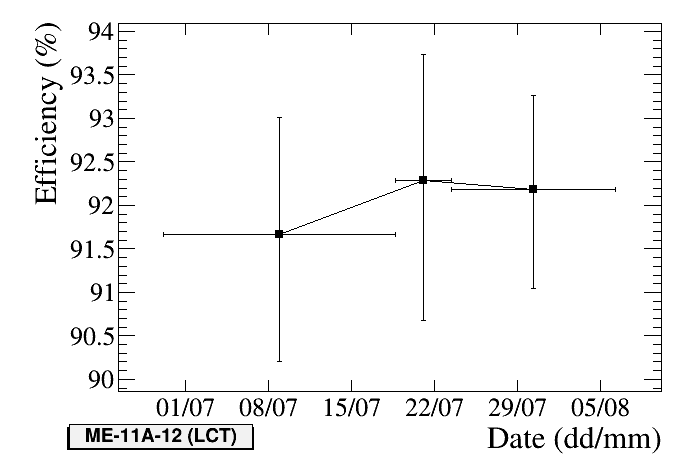 Efficiency (%)
94
93.5
93
92.5
92
91.5
91
90.5
90
01/07 08/07 15/07 22/07 29/07 05/08
ME-11A-12 (LCT)
Date (dd/mm)